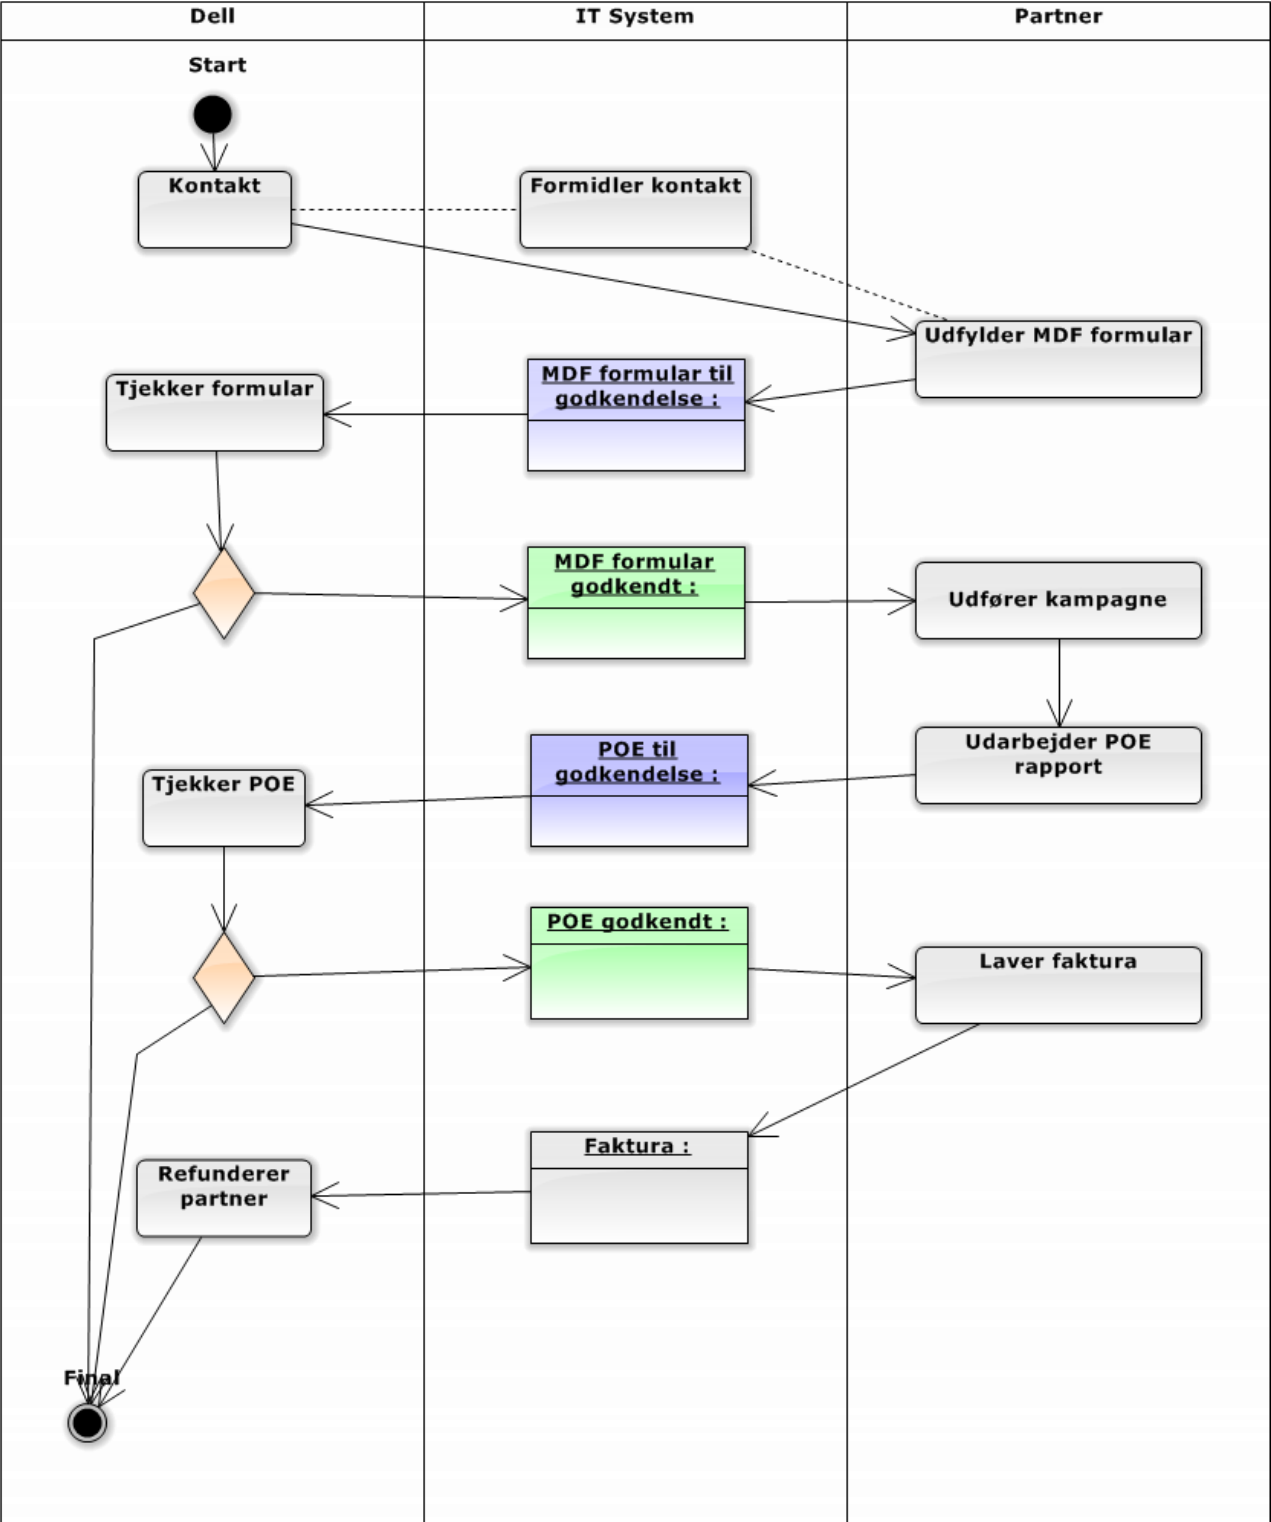 Dell
IT System
Partner
Start
Kontakt
Formidler kontakt
Udfylder MDF formular
Tjekker formular
MDF formular til
godkendelse :
MDF formular
godkendt :
Udfører kampagne
Udarbejder POE
rapport
POE til
godkendelse :
Tjekker POE
POE godkendt :
Laver faktura
Faktura :
Refunderer
partner
Final